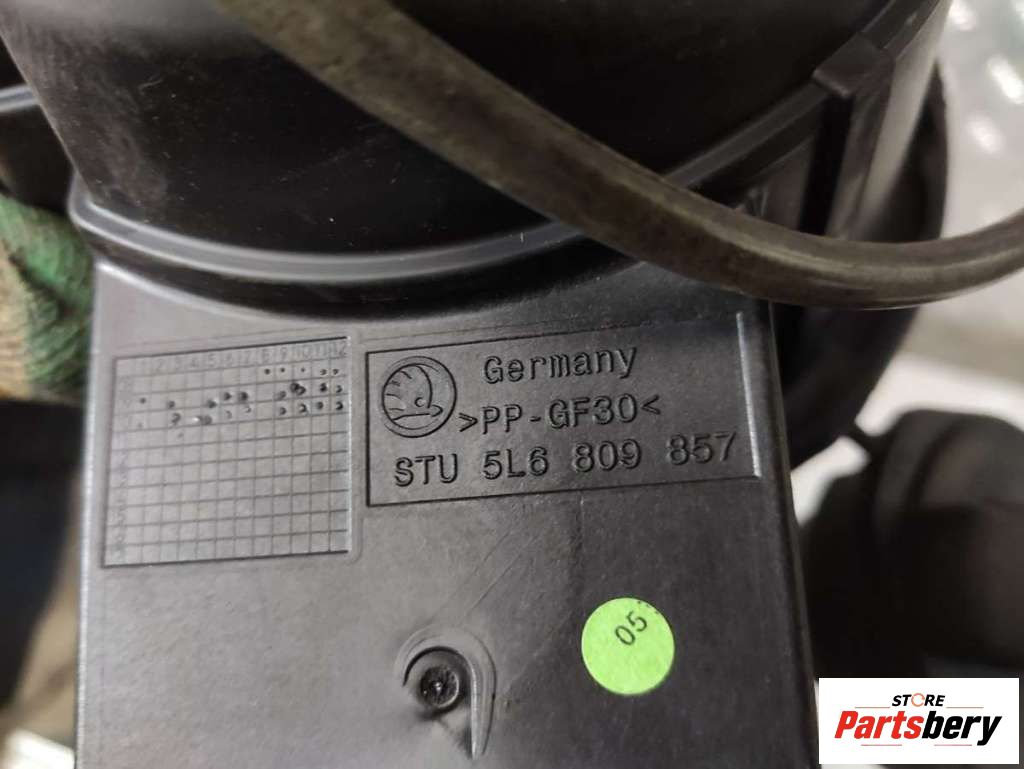 Germany
>PP-GF30<
STU 5L6 809 857
05
STORE
Partsbery